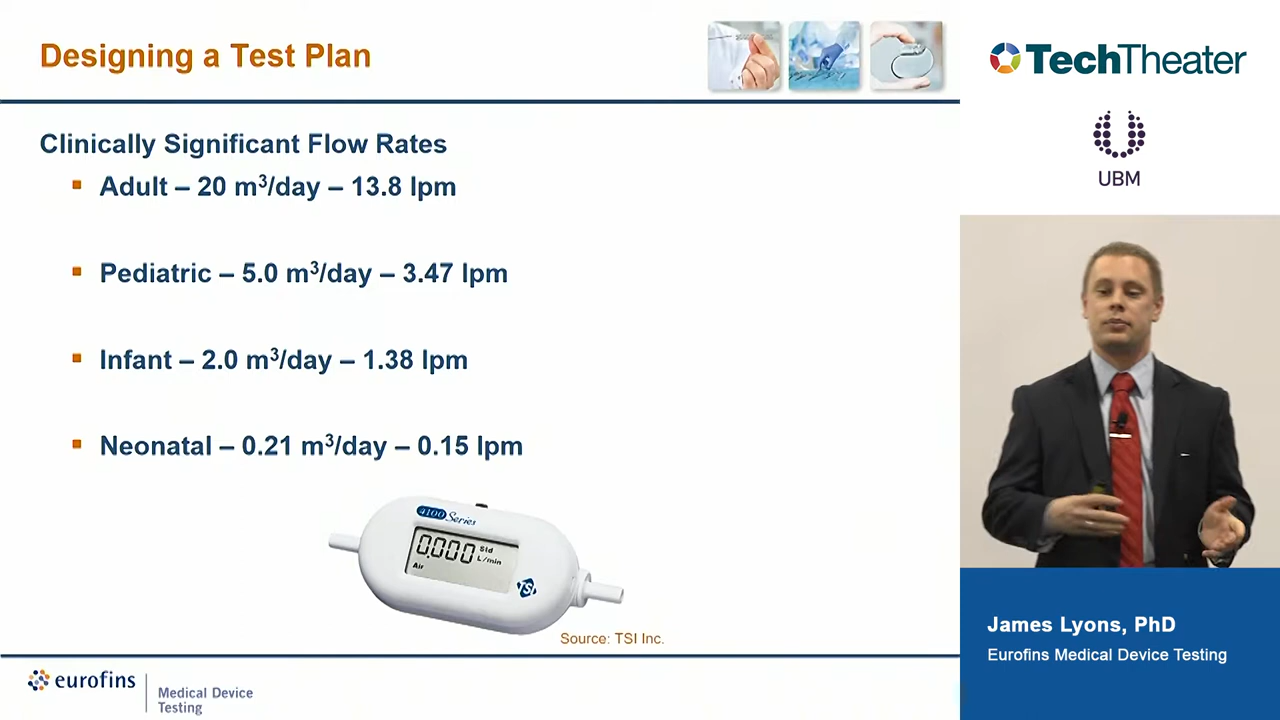 Designing a Test Plan
Clinically Significant Flow Rates
Adult – 20 m³/day – 13.8 lpm
Pediatric – 5.0 m³/day – 3.47 lpm
Infant – 2.0 m³/day – 1.38 lpm
Neonatal – 0.21 m³/day – 0.15 lpm
4100 Series
0.000 Std
L/min
Air
TSI
Source: TSI Inc.
eurofins
Medical Device
Testing
TechTheater
UBM
James Lyons, PhD
Eurofins Medical Device Testing